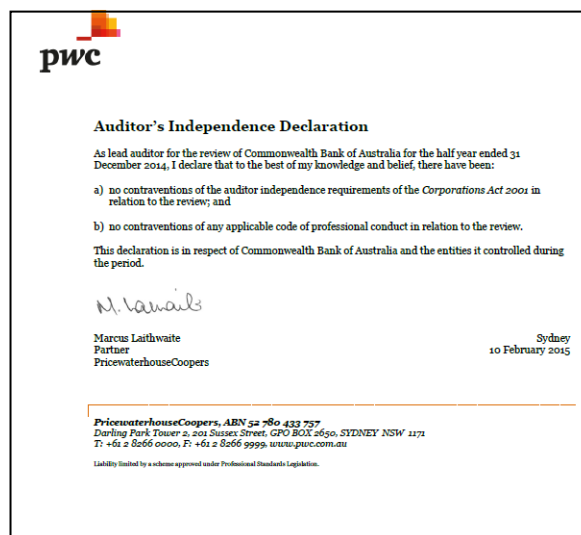 pwc
Auditor's Independence Declaration
As lead auditor for the review of Commonwealth Bank of Australia for the half year ended 31
December 2014, I declare that to the best of my knowledge and belief, there have been:
a) no contraventions of the auditor independence requirements of the Corporations Act 2001 in
relation to the review; and
b) no contraventions of any applicable code of professional conduct in relation to the review.
This declaration is in respect of Commonwealth Bank of Australia and the entities it controlled during
the period.
Marcus Laithwaite Sydney
Partner 10 February 2015
PricewaterhouseCoopers
PricewaterhouseCoopers, ABN 52 780 433 757
Darling Park Tower 2, 201 Sussex Street, GPO BOX 2650, SYDNEY NSW 1171
T: +61 2 8266 0000, F: +61 2 8266 9999, www.pwc.com.au
Liability limited by a scheme approved under Professional Standards Legislation.